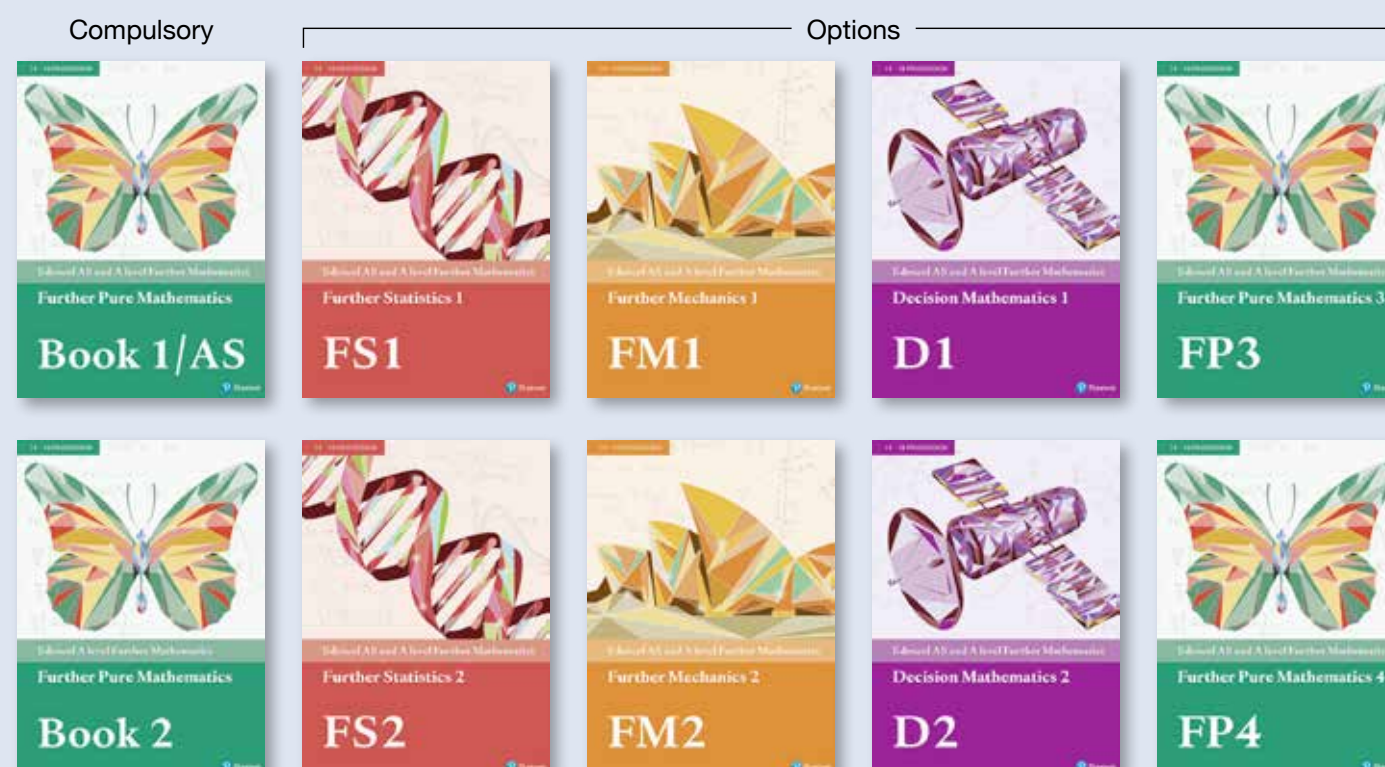 Compulsory
Options
Edexcel AS and A level Further Mathematics
Further Pure Mathematics
Book 1/AS
Pearson
Edexcel AS and A level Further Mathematics
Further Statistics 1
FS1
Pearson
Edexcel AS and A level Further Mathematics
Further Mechanics 1
FM1
Pearson
Edexcel AS and A level Further Mathematics
Decision Mathematics 1
D1
Pearson
Edexcel AS and A level Further Mathematics
Further Pure Mathematics 3
FP3
Edexcel A level Further Mathematics
Further Pure Mathematics
Book 2
Edexcel AS and A level Further Mathematics
Further Statistics 2
FS2
Edexcel AS and A level Further Mathematics
Further Mechanics 2
FM2
Edexcel AS and A level Further Mathematics
Decision Mathematics 2
D2
Edexcel AS and A level Further Mathematics
Further Pure Mathematics 4
FP4